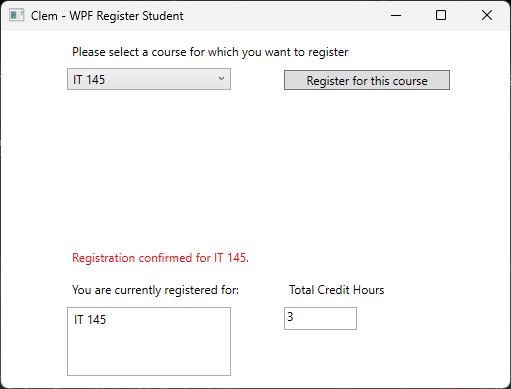 Clem - WPF Register Student
Please select a course for which you want to register
IT 145
Register for this course
Registration confirmed for IT 145.
You are currently registered for:
Total Credit Hours
IT 145
3